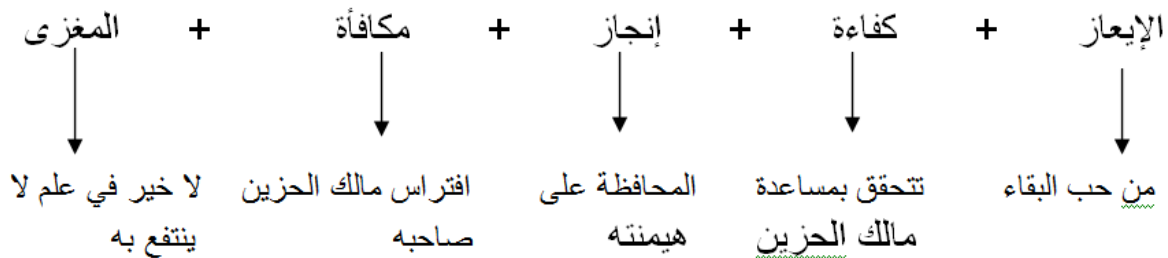 الإيعاز + كفاءة + إنجاز + مكافأة + المغزى
من حب البقاء
تتحقق بمساعدة
مالك الحزين
المحافظة على
هيمنته
افتراس مالك الحزين
صاحبه
لا خير في علم لا
ينتفع به